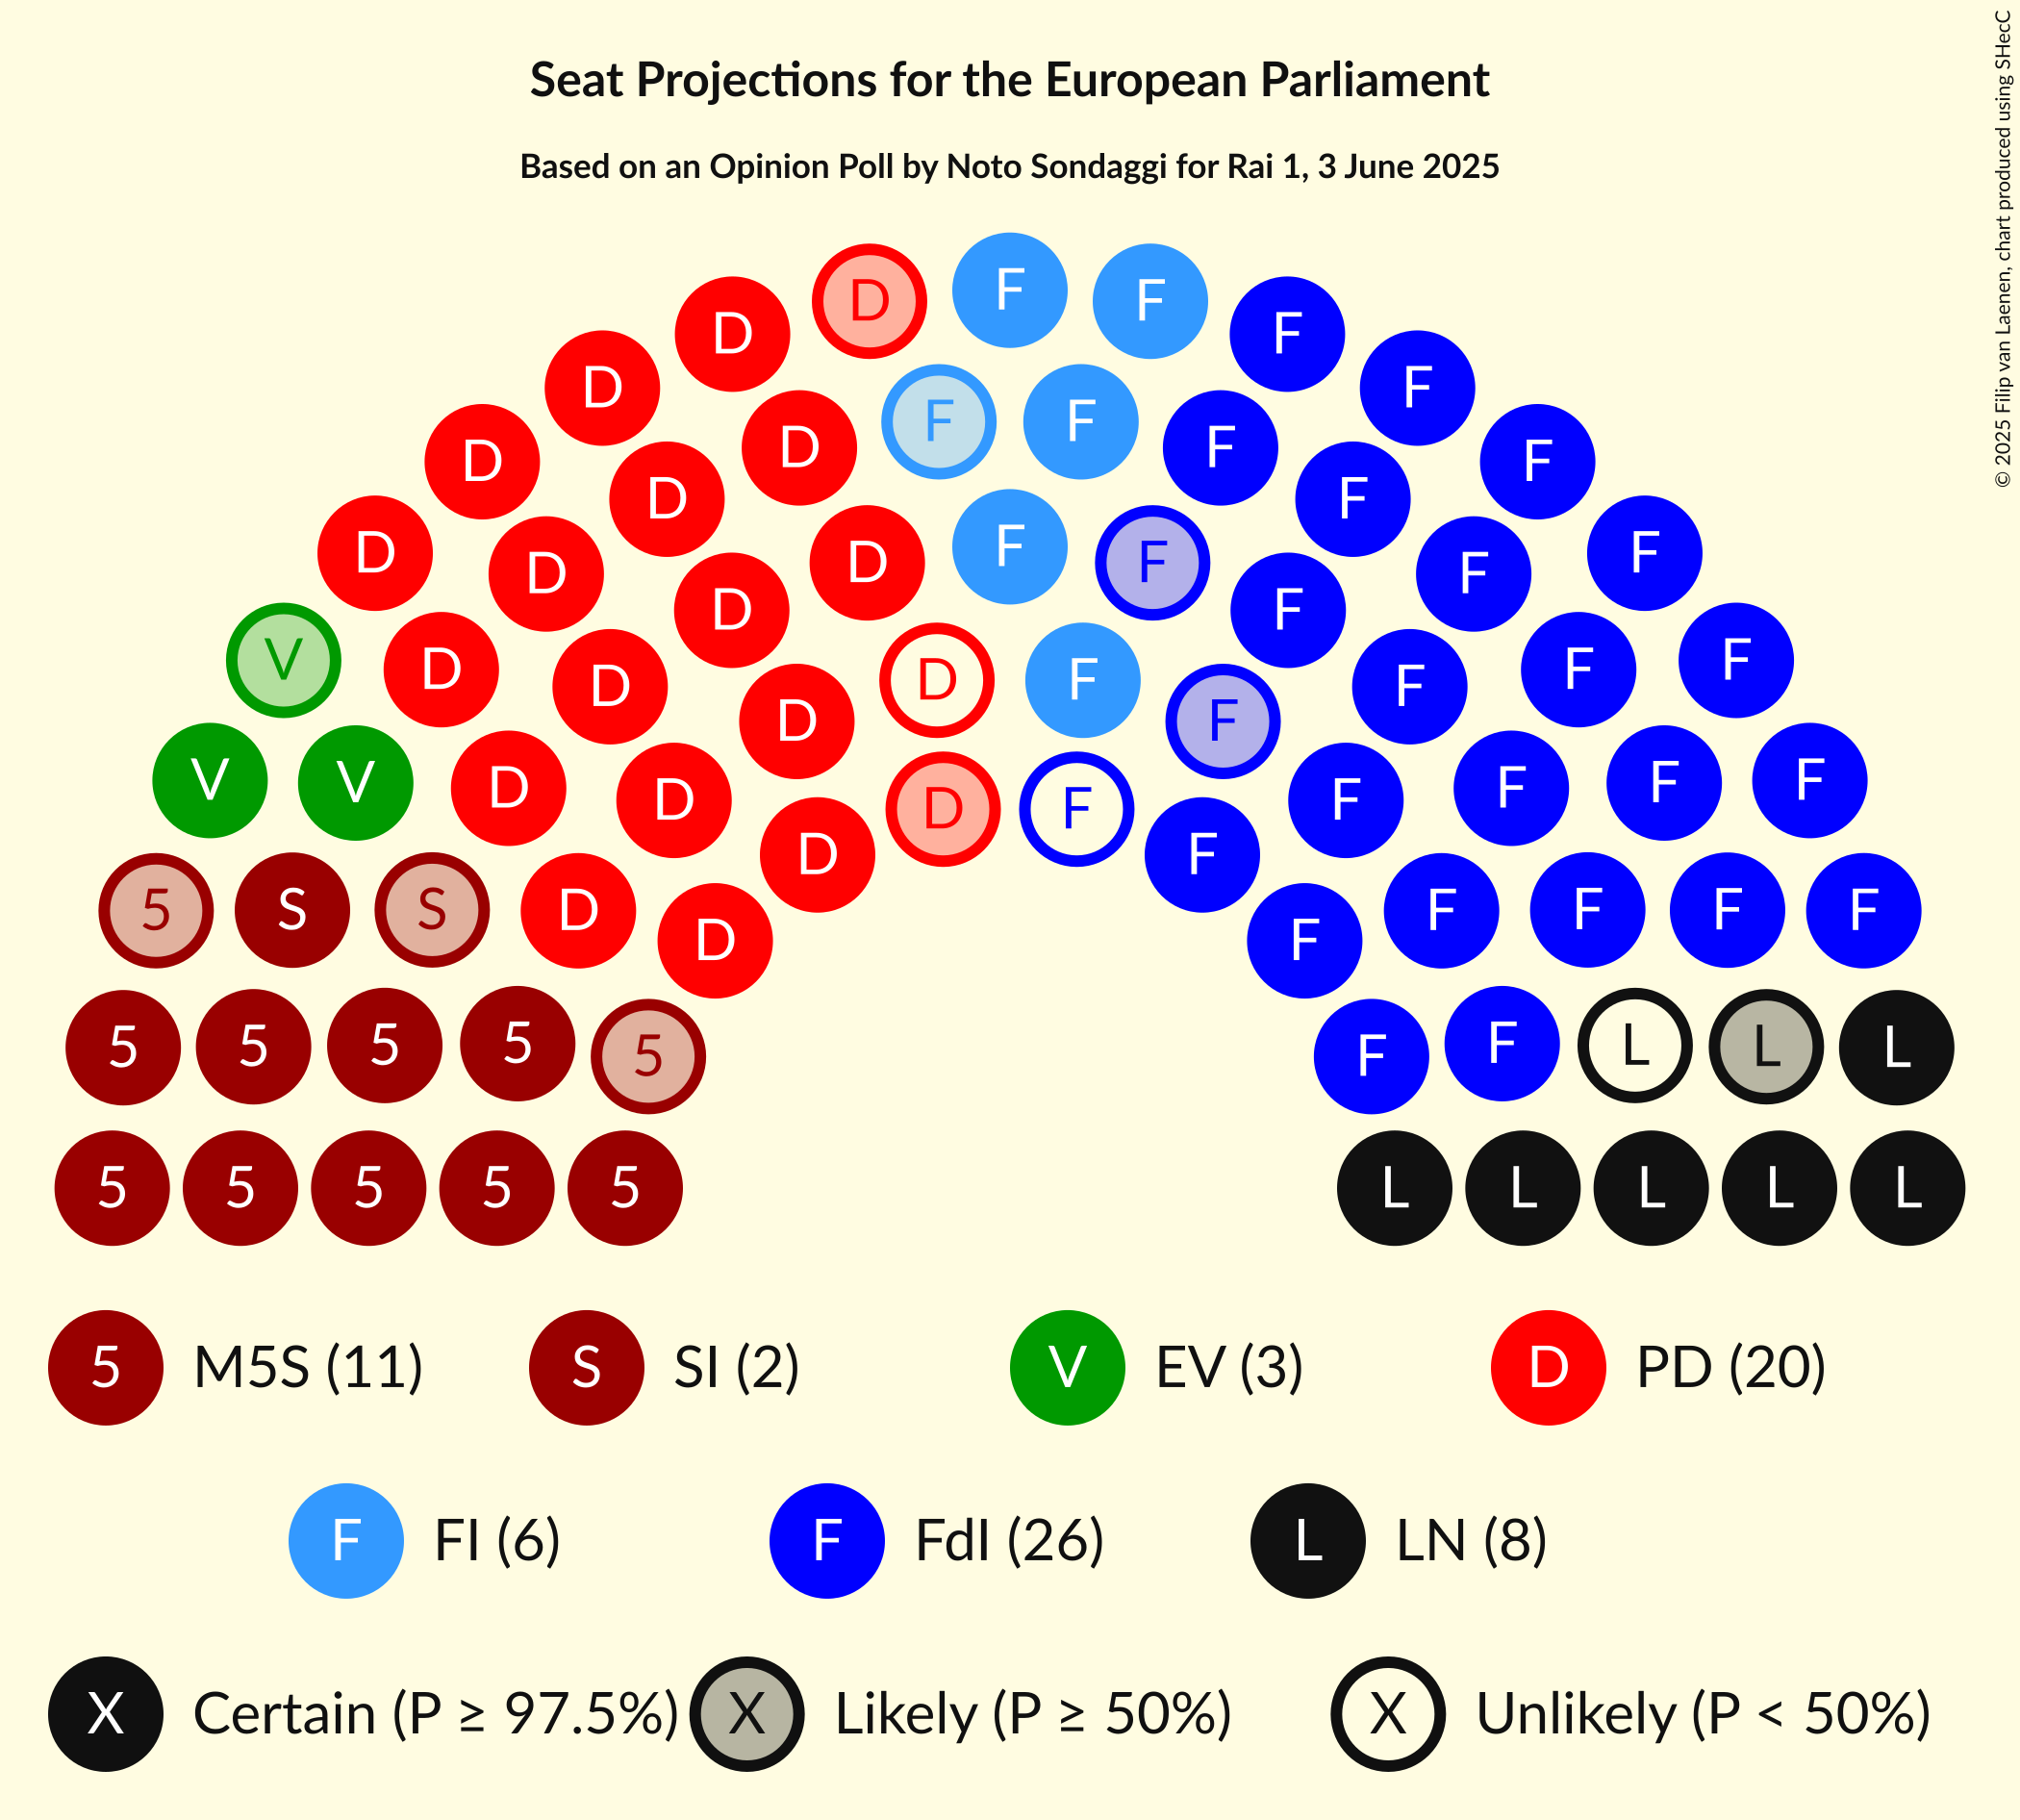 Seat Projections for the European Parliament
Based on an Opinion Poll by Noto Sondaggi for Rai 1, 3 June 2025
© 2025 Filip van Laenen, chart produced using SHecC
D F F
D F
D F
F F
D F
D F
D F
F
D F
D F
D F
D F
V F
D F
D F
D F
D F
V V D D D F F F F F
D F
5 S S D F F F F
D F
5 5 5 5 5 F F L L L
5 5 5 5 5 L L L L L
5 M5S (11) S SI (2) V EV (3) D PD (20)
F FI (6) F FdI (26) L LN (8)
X Certain (P ≥ 97.5%) X Likely (P ≥ 50%) X Unlikely (P < 50%)